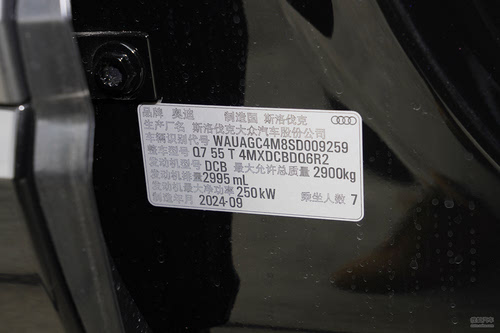 品牌 奥迪 制造国 斯洛伐克
生产厂名 斯洛伐克大众汽车股份公司
车辆识别代号 WAUAGC4M8SD009259
整车型号 Q7 55 T 4MXDCBDQ6R2
发动机型号 DCB 最大允许总质量 2900kg
发动机排量 2995 mL
发动机最大净功率 250 kW 乘坐人数 7
制造年月 2024-09